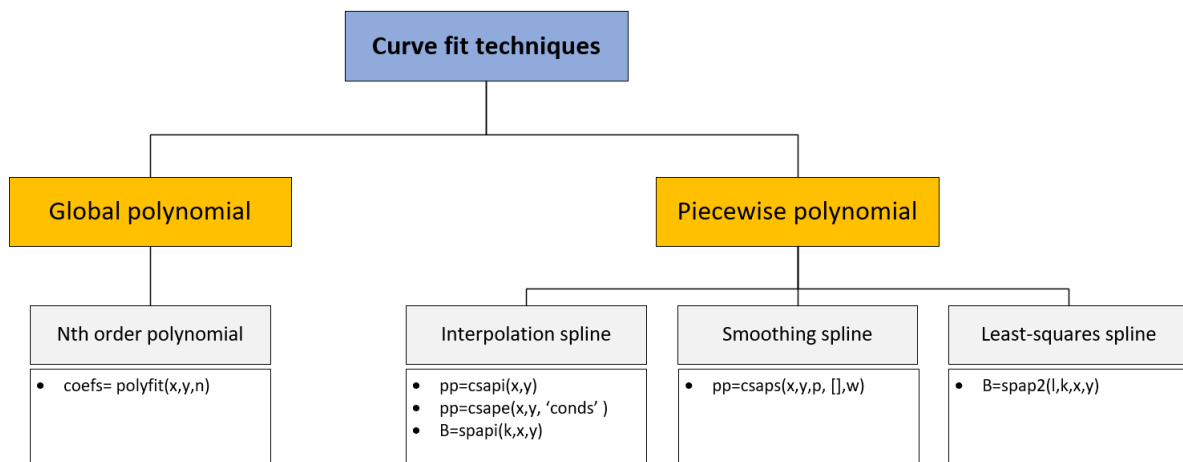 Curve fit techniques
Global polynomial
Piecewise polynomial
Nth order polynomial
Interpolation spline
Smoothing spline
Least-squares spline
• coefs= polyfit(x,y,n)
• pp=csapi(x,y)
• pp=csape(x,y, ‘conds’ )
• B=spapi(k,x,y)
• pp=csaps(x,y,p, [],w)
• B=spap2(l,k,x,y)